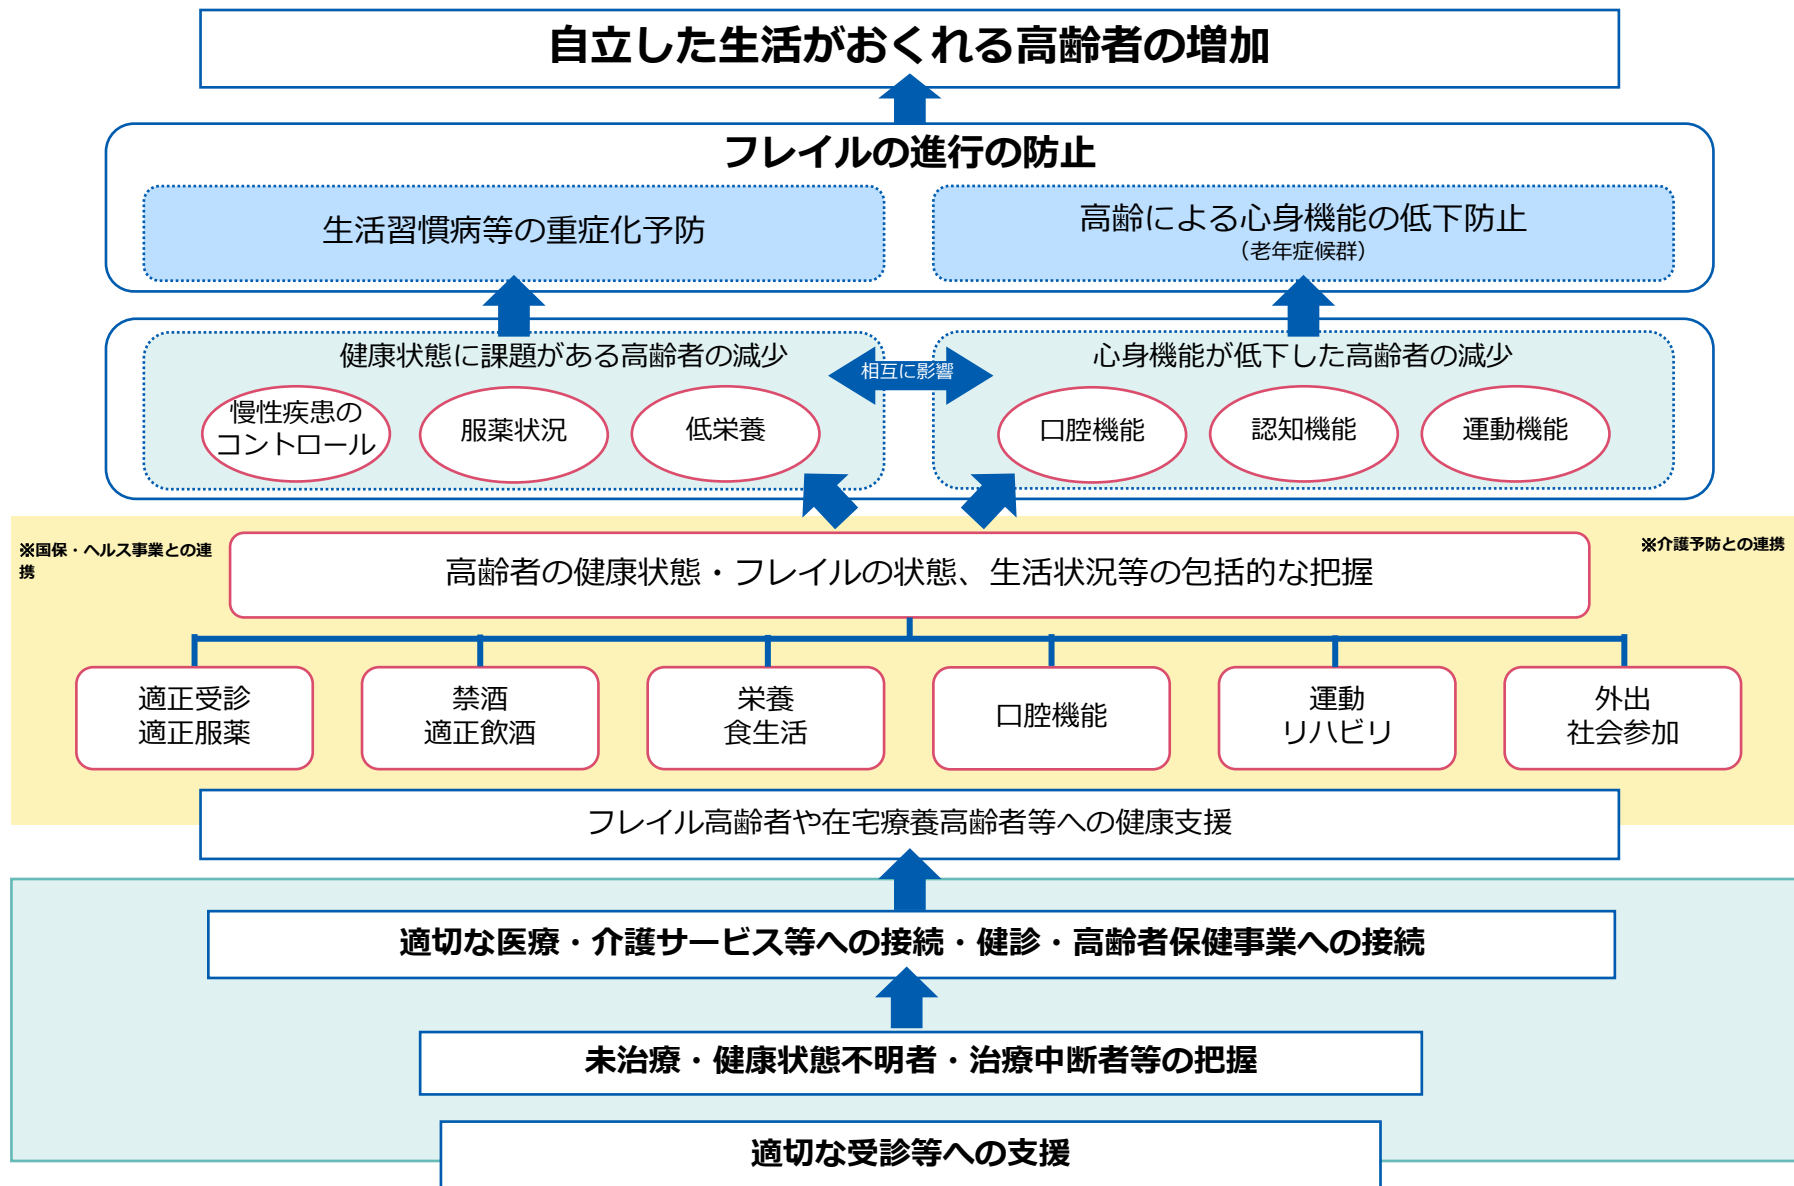 自立した生活がおくれる高齢者の増加
フレイルの進行の防止
生活習慣病等の重症化予防
高齢による心身機能の低下防止
（老年症候群）
健康状態に課題がある高齢者の減少
相互に影響
心身機能が低下した高齢者の減少
慢性疾患の
コントロール
服薬状況
低栄養
口腔機能
認知機能
運動機能
※国保・ヘルス事業との連
携
高齢者の健康状態・フレイルの状態、生活状況等の包括的な把握
※介護予防との連携
適正受診
適正服薬
禁酒
適正飲酒
栄養
食生活
口腔機能
運動
リハビリ
外出
社会参加
フレイル高齢者や在宅療養高齢者等への健康支援
適切な医療・介護サービス等への接続・健診・高齢者保健事業への接続
未治療・健康状態不明者・治療中断者等の把握
適切な受診等への支援